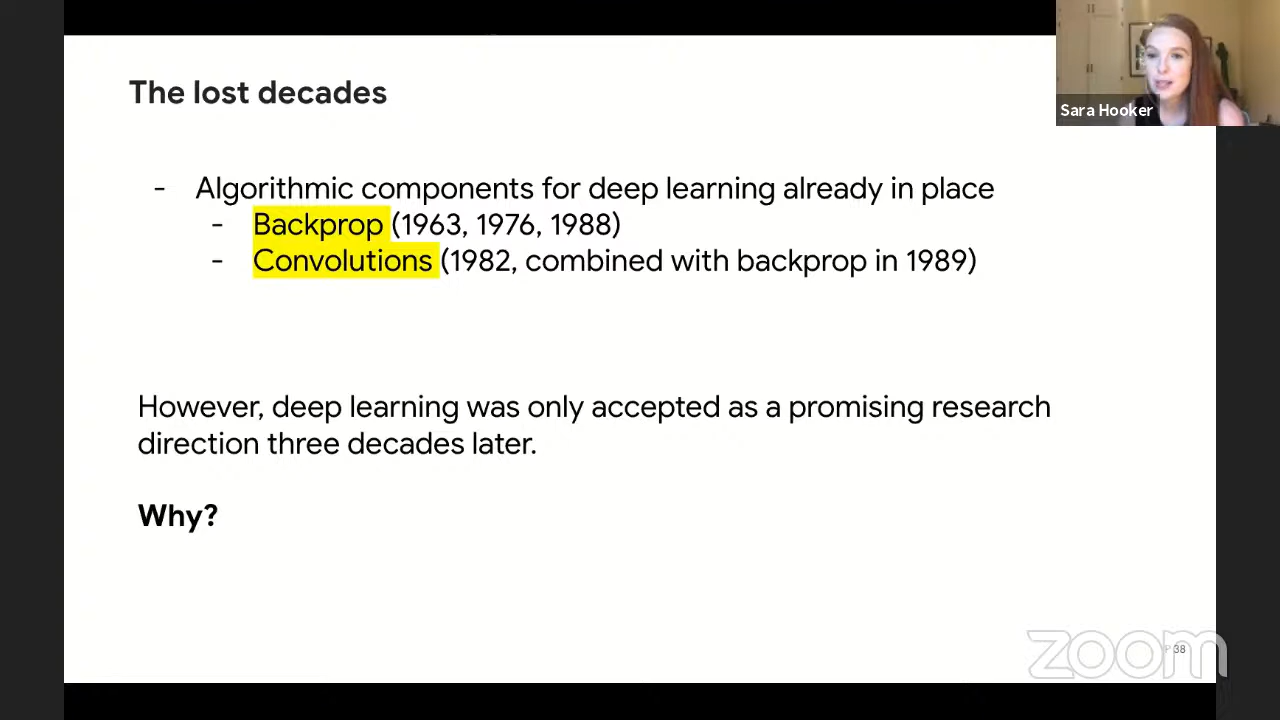 The lost decades
Sara Hooker
- Algorithmic components for deep learning already in place
- Backprop (1963, 1976, 1988)
- Convolutions (1982, combined with backprop in 1989)
However, deep learning was only accepted as a promising research
direction three decades later.
Why?
zoom
P 38